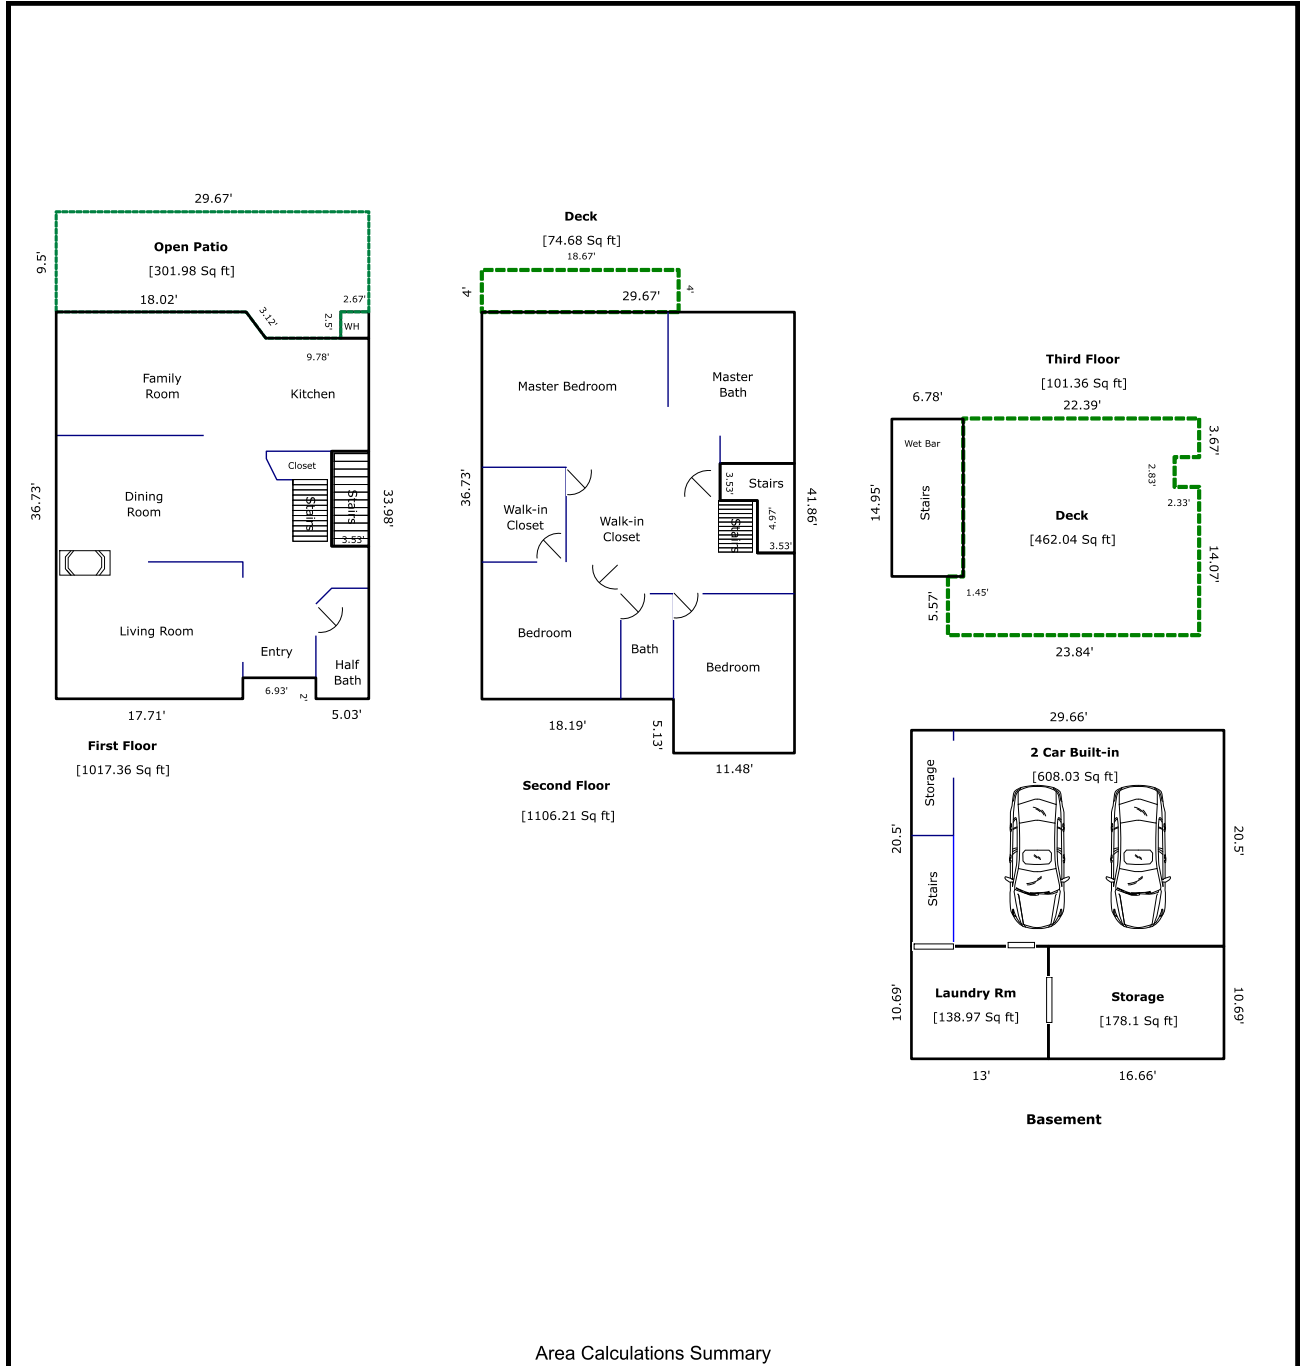 29.67'
Open Patio
[301.98 Sq ft]
9.5'
18.02'
3.12'
2.67'
2.5'
WH
9.78'
Family
Room
Kitchen
Closet
Stairs
Stairs
3.53'
36.73'
33.98'
Dining
Room
Living Room
Entry
Half
Bath
6.93'
2'
17.71'
5.03'
First Floor
[1017.36 Sq ft]
Deck
[74.68 Sq ft]
18.67'
4'
4'
29.67'
Master Bedroom
Master
Bath
36.73'
3.53'
Stairs
41.86'
Walk-in
Closet
Walk-in
Closet
Stairs
4.97'
3.53'
Bedroom
Bath
Bedroom
18.19'
5.13'
11.48'
Second Floor
[1106.21 Sq ft]
Third Floor
[101.36 Sq ft]
6.78'
22.39'
Wet Bar
3.67'
2.83'
2.33'
14.95'
Stairs
Deck
[462.04 Sq ft]
14.07'
5.57'
1.45'
23.84'
29.66'
2 Car Built-in
[608.03 Sq ft]
Storage
20.5'
20.5'
Stairs
10.69'
Laundry Rm
[138.97 Sq ft]
Storage
[178.1 Sq ft]
10.69'
13'
16.66'
Basement
Area Calculations Summary